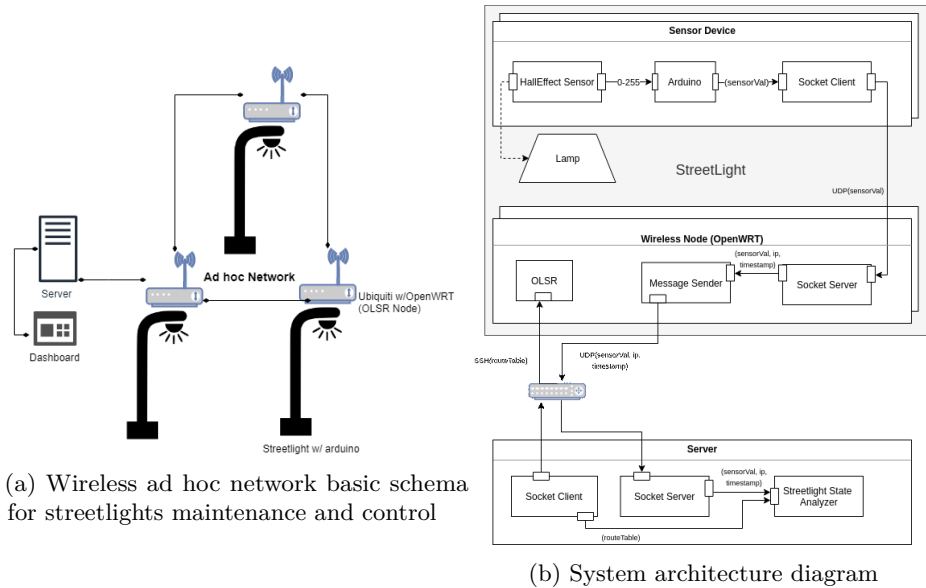 Ad hoc Network
Server
Dashboard
Ubiquiti w/OpenWRT
(OLSR Node)
Streetlight w/ arduino
(a) Wireless ad hoc network basic schema
for streetlights maintenance and control
Sensor Device
HallEffect Sensor
0-255
Arduino
(sensorVal)
Socket Client
Lamp
StreetLight
UDP(sensorVal)
Wireless Node (OpenWRT)
OLSR
Message Sender
(sensorVal, ip,
timestamp)
Socket Server
SSH(routeTable)
UDP(sensorVal, ip,
timestamp)
Server
Socket Client
Socket Server
(sensorVal, ip,
timestamp)
Streetlight State
Analyzer
(routeTable)
(b) System architecture diagram